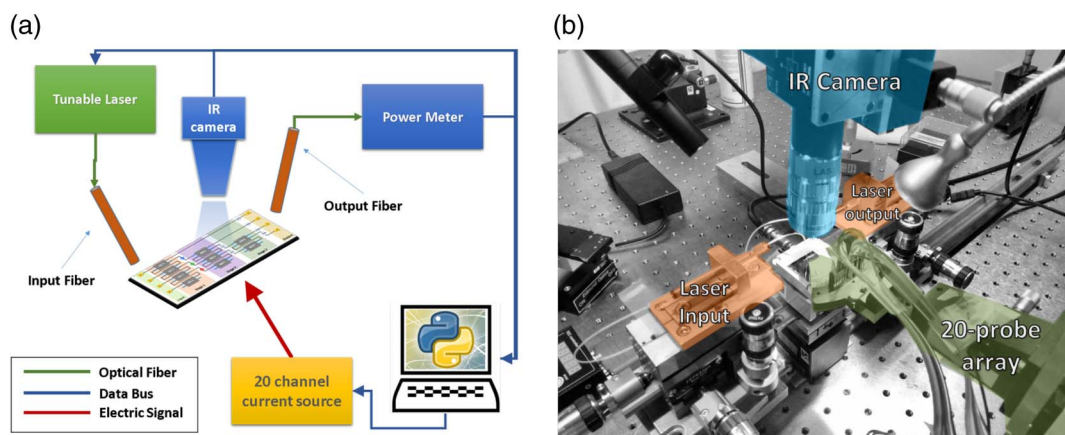 (a)
Tunable Laser
IR
camera
Power Meter
Output Fiber
Input Fiber
Optical Fiber
Data Bus
Electric Signal
20 channel
current source
(b)
IR Camera
Laser
output
Laser
Input
20-probe
array